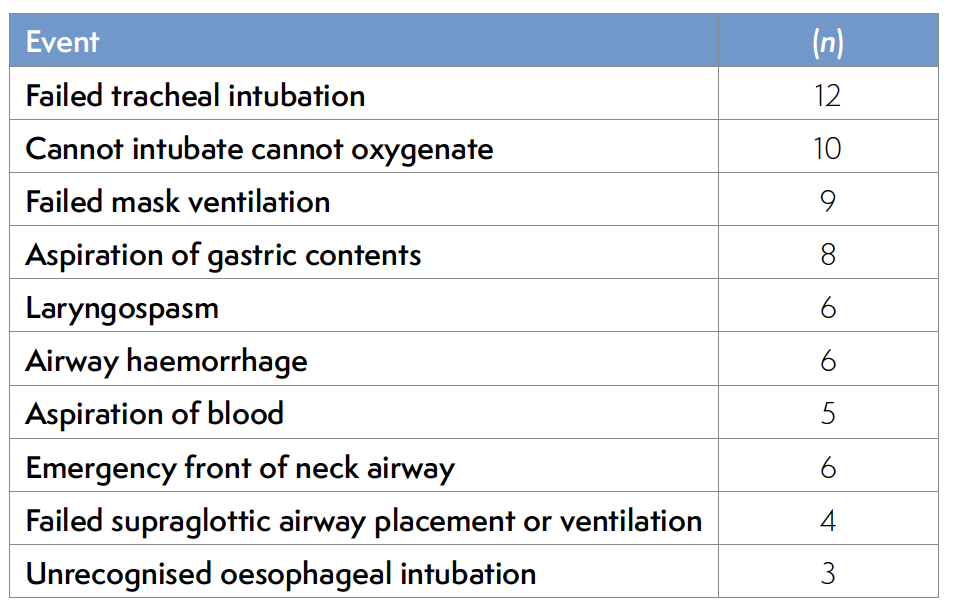 Event (n)
Failed tracheal intubation 12
Cannot intubate cannot oxygenate 10
Failed mask ventilation 9
Aspiration of gastric contents 8
Laryngospasm 6
Airway haemorrhage 6
Aspiration of blood 5
Emergency front of neck airway 6
Failed supraglottic airway placement or ventilation 4
Unrecognised oesophageal intubation 3